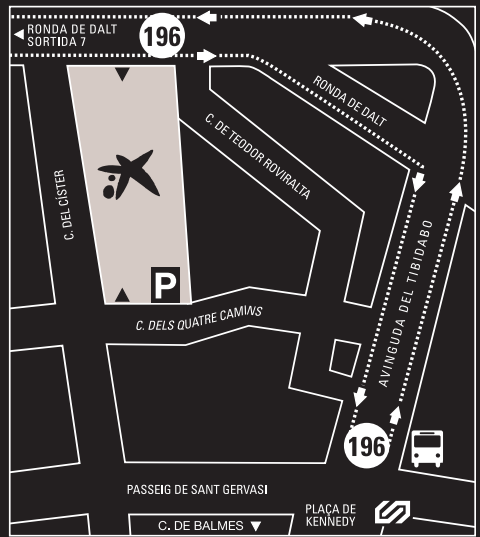 RONDA DE DALT
SORTIDA 7
196
RONDA DE DALT
C. DE TEODOR ROVIRALTA
C. DEL CÍSTER
P
C. DELS QUATRE CAMINS
AVINGUDA DEL TIBIDABO
196
PASSEIG DE SANT GERVASI
PLAÇA DE
KENNEDY
C. DE BALMES